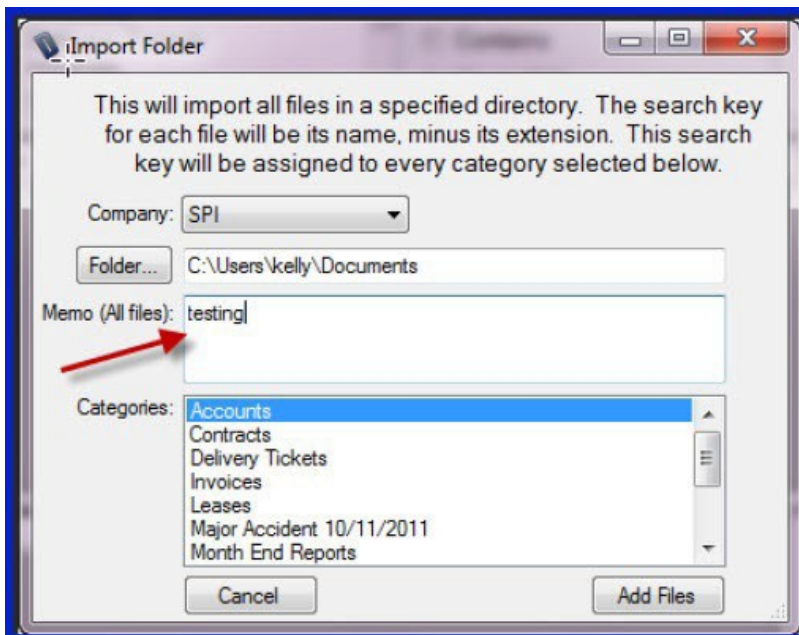 Import Folder
Contains
This will import all files in a specified directory. The search key
for each file will be its name, minus its extension. This search
key will be assigned to every category selected below.
Company: SPI
Folder... C:\Users\kelly\Documents
Memo (All files): testing
Categories: Accounts
Contracts
Delivery Tickets
Invoices
Leases
Major Accident 10/11/2011
Month End Reports
Cancel Add Files